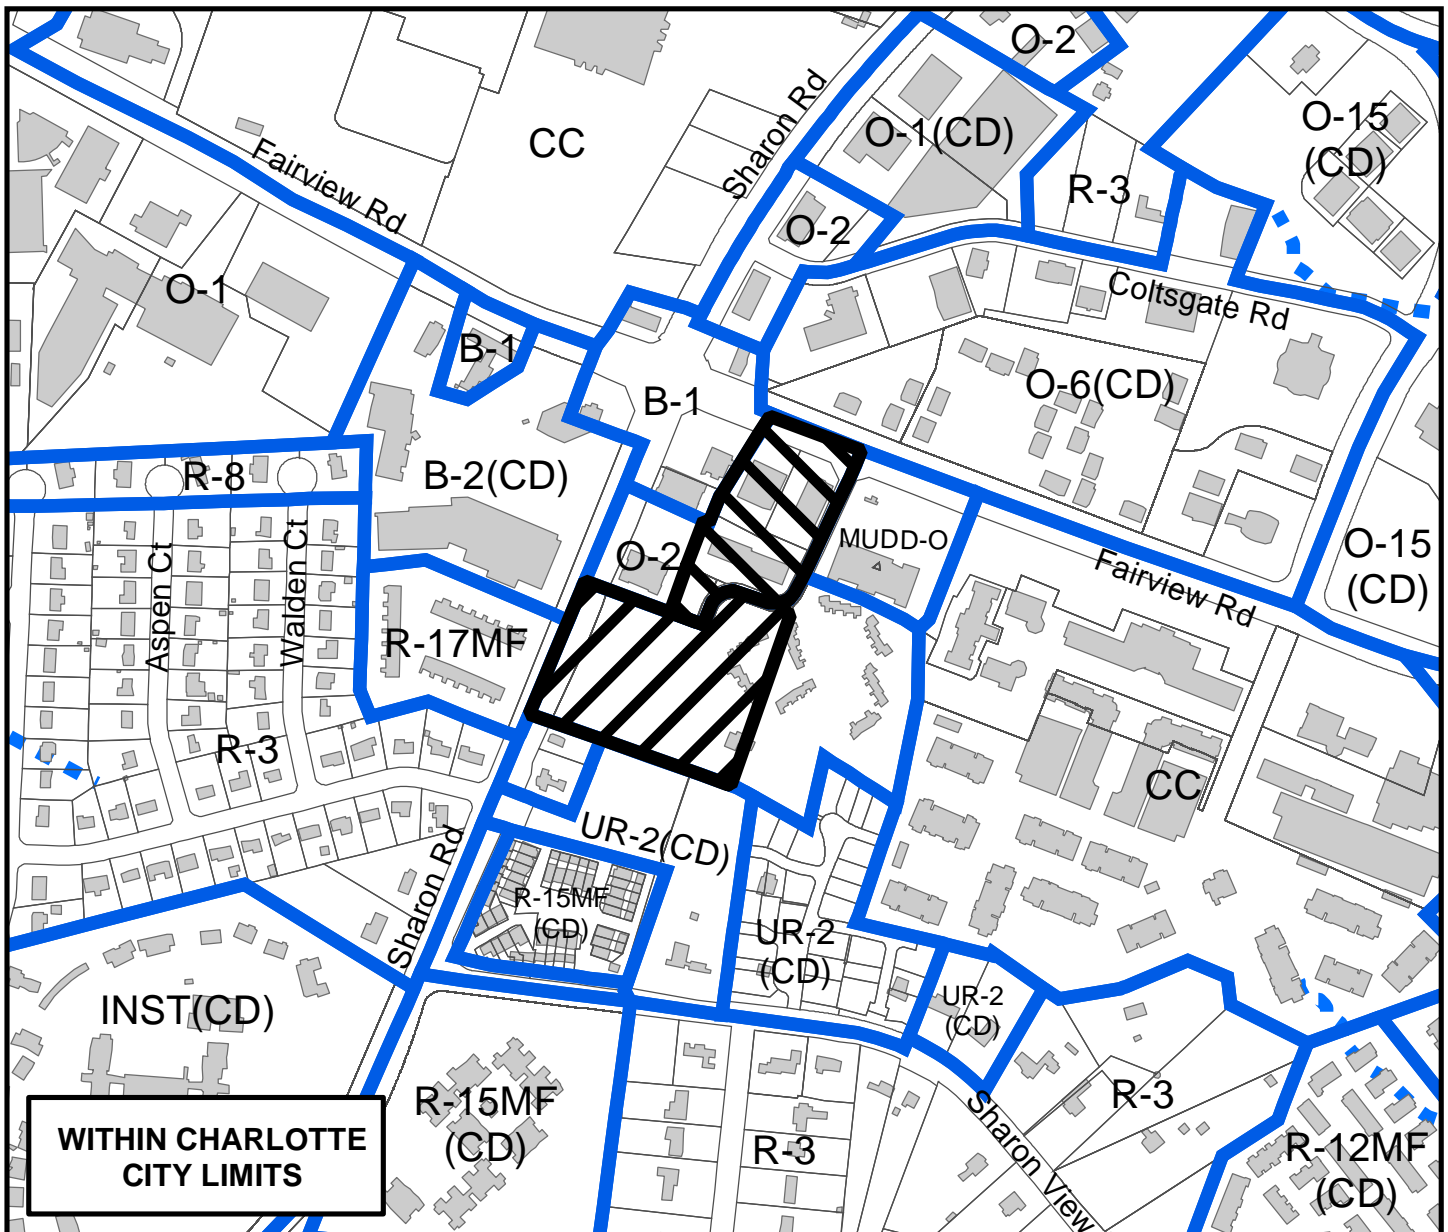 O-2
CC
Sharon Rd
O-1(CD)
O-15
(CD)
Fairview Rd
R-3
O-2
O-1
Coltsgate Rd
B-1
B-1
O-6(CD)
R-8
B-2(CD)
O-2
MUDD-O
O-15
(CD)
Fairview Rd
Aspen Ct
Walden Ct
R-17MF
R-3
CC
UR-2(CD)
Sharon Rd
R-15MF
(CD)
UR-2
(CD)
UR-2
(CD)
INST(CD)
R-15MF
(CD)
R-3
Sharon View
R-3
R-12MF
(CD)
WITHIN CHARLOTTE
CITY LIMITS